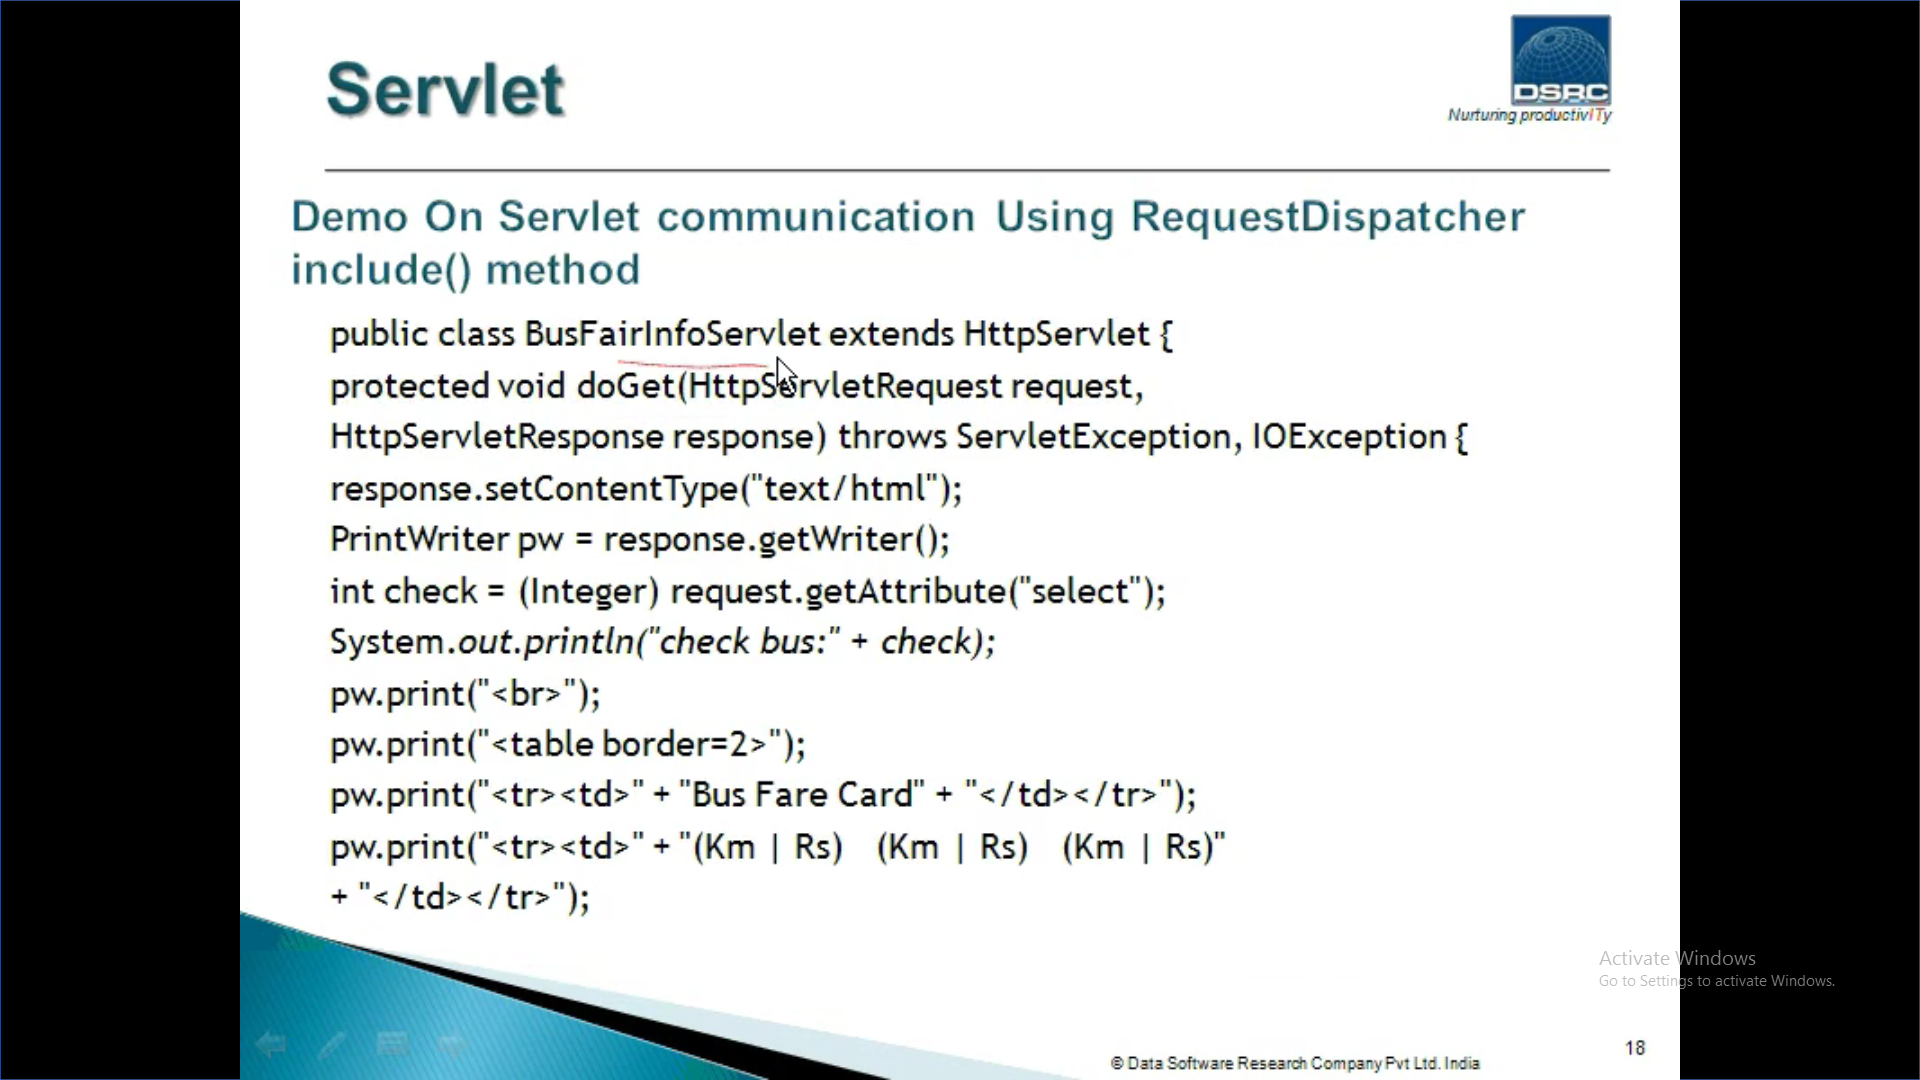 Servlet
DSRC
Nurturing productivITy
Demo On Servlet communication Using RequestDispatcher
include() method
public class BusFairInfoServlet extends HttpServlet {
protected void doGet(HttpServletRequest request,
HttpServletResponse response) throws ServletException, IOException {
response.setContentType("text/html");
PrintWriter pw = response.getWriter();
int check = (Integer) request.getAttribute("select");
System.out.println("check bus:" + check);
pw.print("<br>");
pw.print("<table border=2>");
pw.print("<tr><td>" + "Bus Fare Card" + "</td></tr>");
pw.print("<tr><td>" + "(Km | Rs) (Km | Rs) (Km | Rs)"
+ "</td></tr>");
Activate Windows
Go to Settings to activate Windows.
18
© Data Software Research Company Pvt Ltd. India